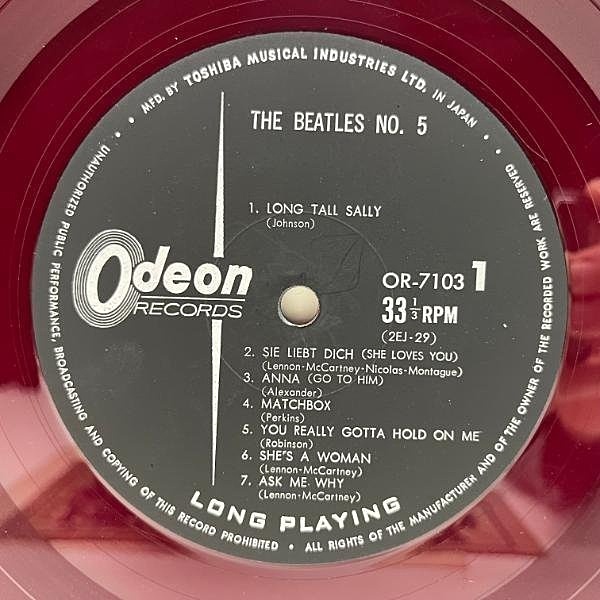 MFD. BY TOSHIBA MUSICAL INDUSTRIES LTD. IN JAPAN
THE BEATLES NO. 5
1. LONG TALL SALLY
(Johnson)
Odeon
RECORDS
OR-7103 1
33 1/3 RPM
(2EJ-29)
2. SIE LIEBT DICH (SHE LOVES YOU)
(Lennon-McCartney-Nicolas-Montague)
3. ANNA (GO TO HIM)
(Alexander)
4. MATCHBOX
(Perkins)
5. YOU REALLY GOTTA HOLD ON ME
(Robinson)
6. SHE'S A WOMAN
(Lennon-McCartney)
7. ASK ME WHY
(Lennon-McCartney)
LONG PLAYING
UNAUTHORIZED PUBLIC PERFORMANCE, BROADCASTING AND COPYING OF THIS RECORD PROHIBITED • ALL RIGHTS OF THE MANUFACTURER AND OF THE OWNER OF THE RECORDED WORK ARE RESERVED